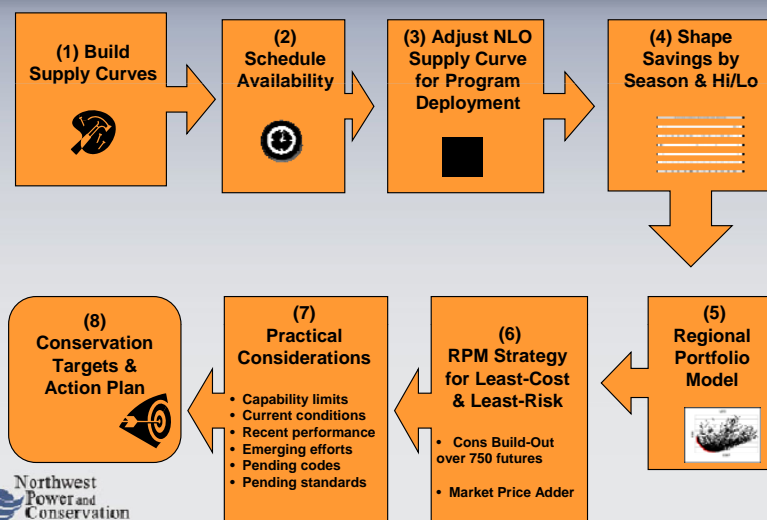 (1) Build
Supply Curves
(2)
Schedule
Availability
(3) Adjust NLO
Supply Curve
for Program
Deployment
(4) Shape
Savings by
Season & Hi/Lo
(5)
Regional
Portfolio
Model
(6)
RPM Strategy
for Least-Cost
& Least-Risk
• Cons Build-Out
over 750 futures
• Market Price Adder
(7)
Practical
Considerations
• Capability limits
• Current conditions
• Recent performance
• Emerging efforts
• Pending codes
• Pending standards
(8)
Conservation
Targets &
Action Plan
Northwest
Power and
Conservation